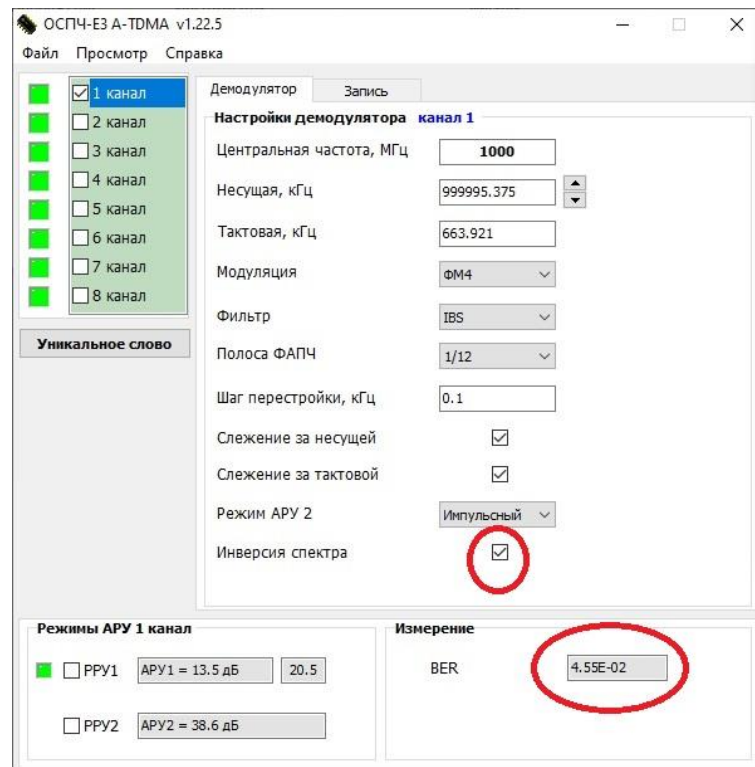 ОСПЧ-Е3 A-TDMA v1.22.5
Файл Просмотр Справка
1 канал
2 канал
3 канал
4 канал
5 канал
6 канал
7 канал
8 канал
Уникальное слово
Демодулятор Запись
Настройки демодулятора канал 1
Центральная частота, МГц 1000
Несущая, кГц 999995.375
Тактовая, кГц 663.921
Модуляция ФМ4
Фильтр IBS
Полоса ФАПЧ 1/12
Шаг перестройки, кГц 0.1
Слежение за несущей
Слежение за тактовой
Режим АРУ 2 Импульсный
Инверсия спектра
Режимы АРУ 1 канал
РРУ1 АРУ1 = 13.5 дБ 20.5
РРУ2 АРУ2 = 38.6 дБ
Измерение
BER 4.55E-02